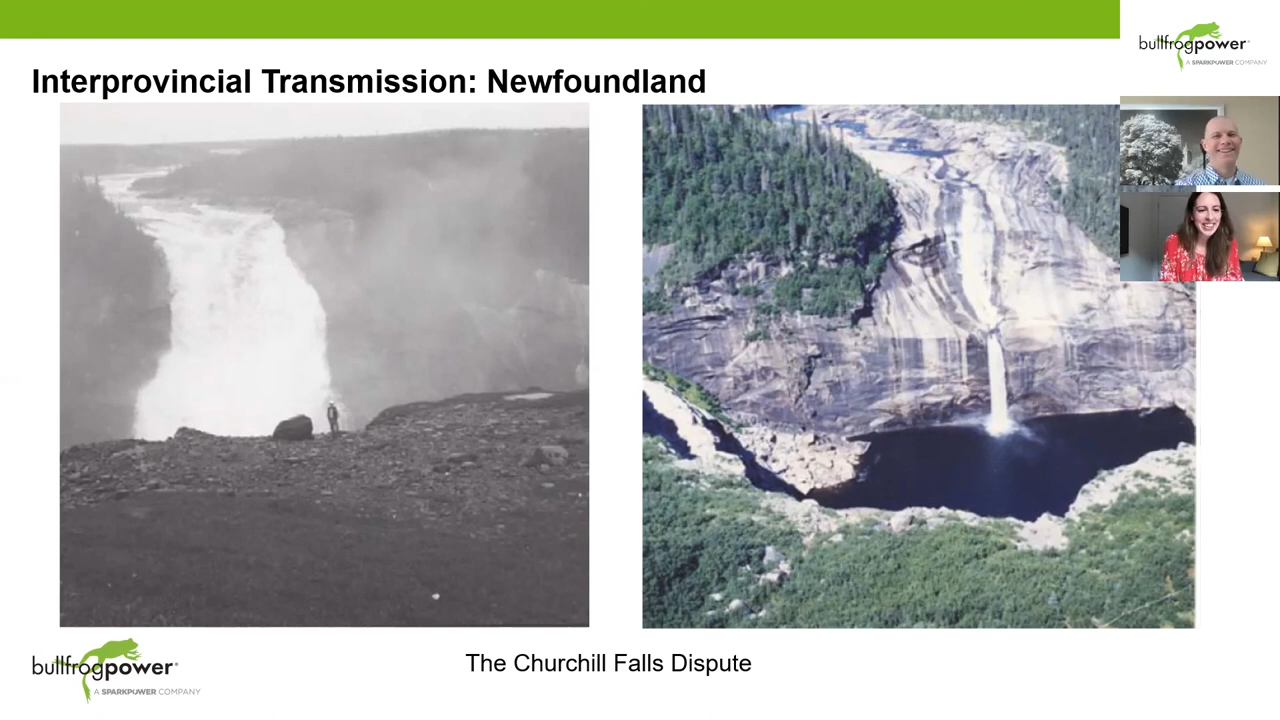 bullfrogpower®
A SPARKPOWER COMPANY
Interprovincial Transmission: Newfoundland
bullfrogpower®
A SPARKPOWER COMPANY
The Churchill Falls Dispute